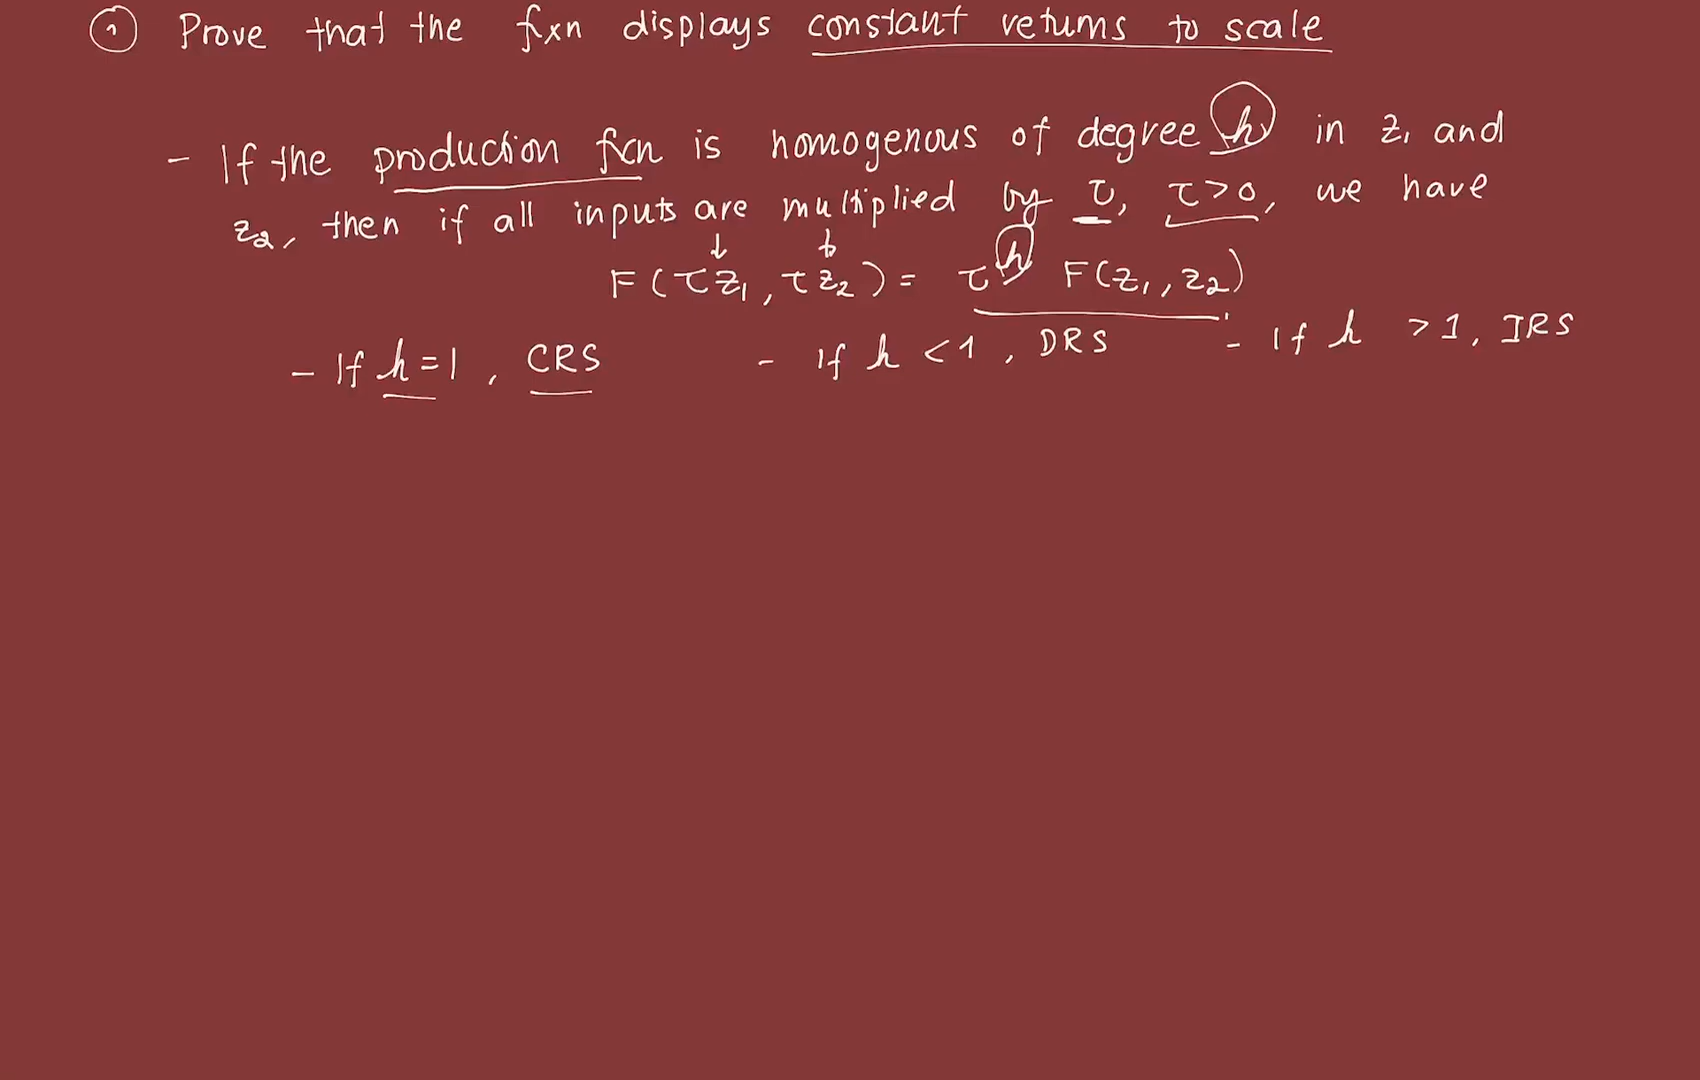 ① Prove that the fxn displays constant returns to scale
- If the production fxn is homogenous of degree h in z₁ and
z₂, then if all inputs are multiplied by τ, τ>0, we have
F(τz₁, τz₂) = τʰ F(z₁, z₂)
- If h=1, CRS - If h <1, DRS - If h >1, IRS